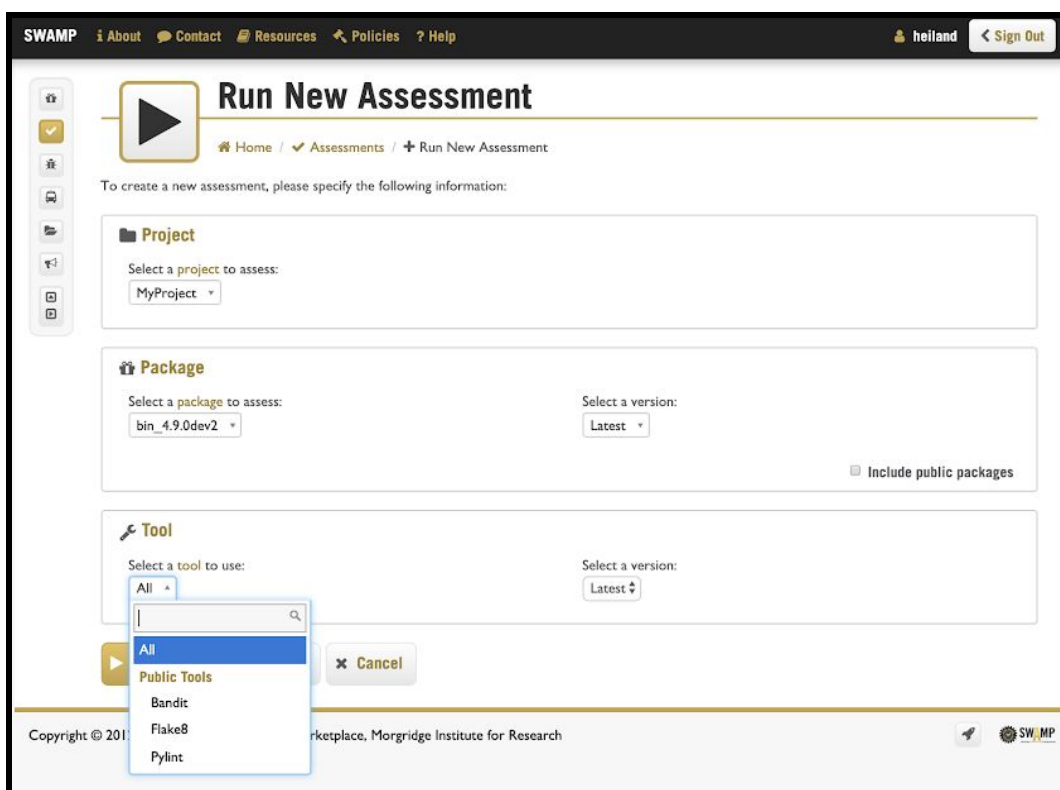 SWAMP About Contact Resources Policies ? Help heiland Sign Out
Run New Assessment
Home / Assessments / Run New Assessment
To create a new assessment, please specify the following information:
Project
Select a project to assess:
MyProject
Package
Select a package to assess:
Select a version:
bin_4.9.0dev2
Latest
Include public packages
Tool
Select a tool to use:
Select a version:
All
Latest
All
Public Tools
Bandit
Flake8
Pylint
Cancel
Copyright © 201 rketplace, Morgridge Institute for Research
SWAMP